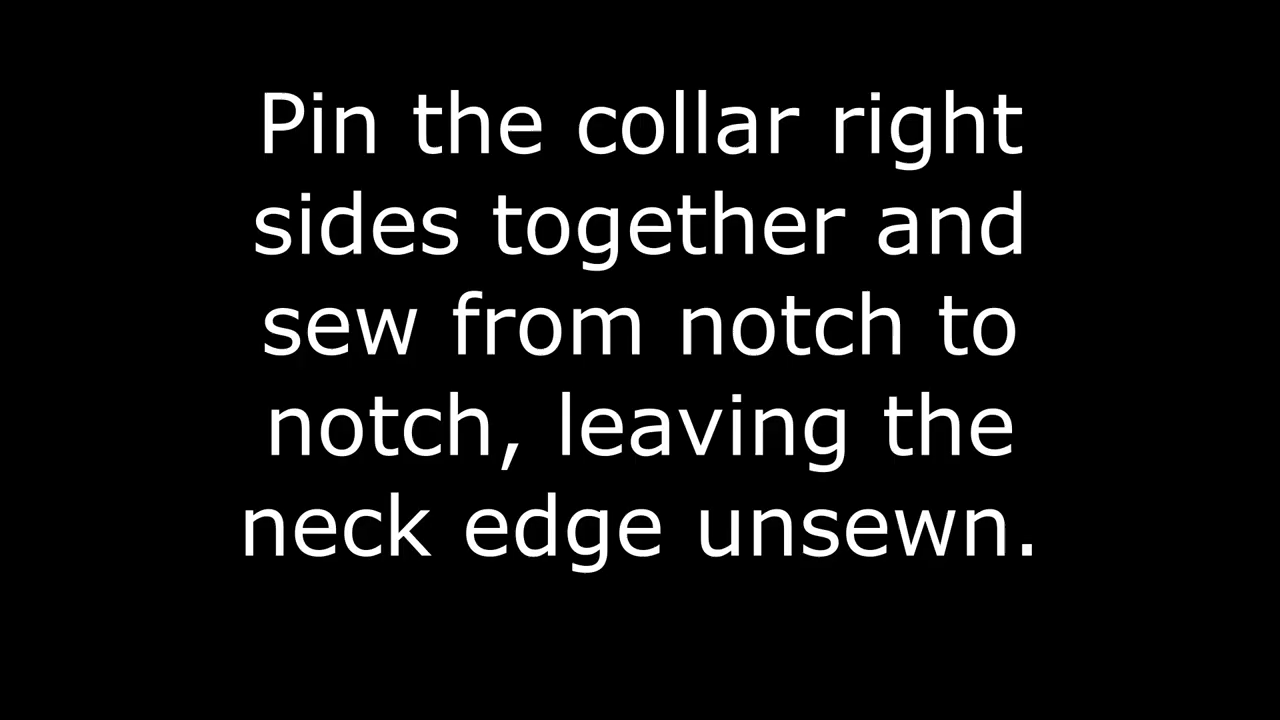 Pin the collar right
sides together and
sew from notch to
notch, leaving the
neck edge unsewn.